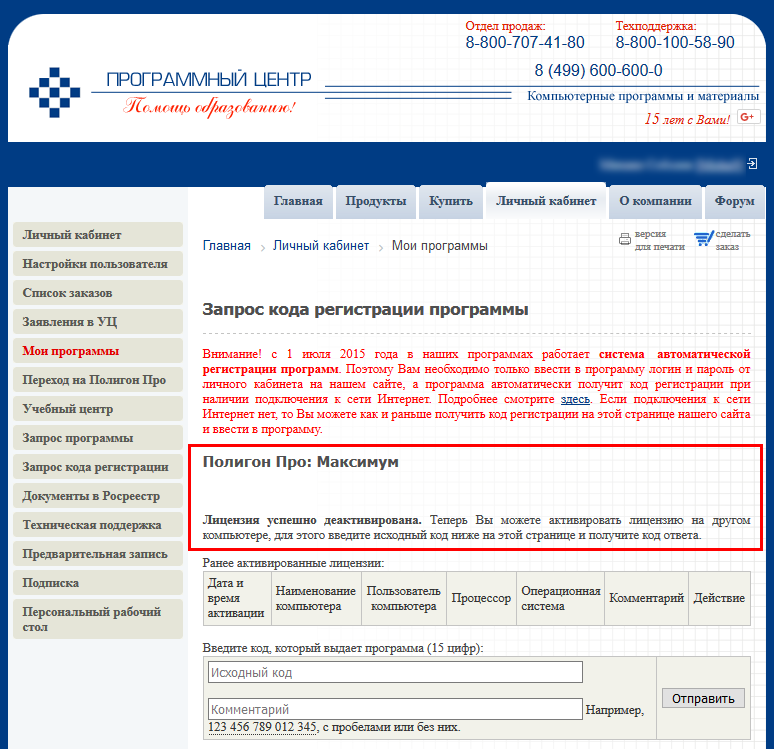 Отдел продаж:
Техподдержка:
8-800-707-41-80
8-800-100-58-90
8 (499) 600-600-0
ПРОГРАММНЫЙ ЦЕНТР
Помощь образованию!
Компьютерные программы и материалы
15 лет с Вами!
G+
Главная
Продукты
Купить
Личный кабинет
О компании
Форум
Личный кабинет
Настройки пользователя
Список заказов
Заявления в УЦ
Мои программы
Переход на Полигон Про
Учебный центр
Запрос программы
Запрос кода регистрации
Документы в Росреестр
Техническая поддержка
Предварительная запись
Подписка
Персональный рабочий
стол
Главная > Личный кабинет > Мои программы
версия
для печати
сделать
заказ
Запрос кода регистрации программы
Внимание! с 1 июля 2015 года в наших программах работает система автоматической
регистрации программ. Поэтому Вам необходимо только ввести в программу логин и пароль от
личного кабинета на нашем сайте, а программа автоматически получит код регистрации при
наличии подключения к сети Интернет. Подробнее смотрите здесь. Если подключения к сети
Интернет нет, то Вы можете как и раньше получить код регистрации на этой странице нашего сайта
и ввести в программу.
Полигон Про: Максимум
Лицензия успешно деактивирована. Теперь Вы можете активировать лицензию на другом
компьютере, для этого введите исходный код ниже на этой странице и получите код ответа.
Ранее активированные лицензии:
Дата и
время
активации
Наименование
компьютера
Пользователь
компьютера
Процессор
Операционная
система
Комментарий
Действие
Введите код, который выдает программа (15 цифр):
Исходный код
Комментарий
Например,
123 456 789 012 345, с пробелами или без них.
Отправить